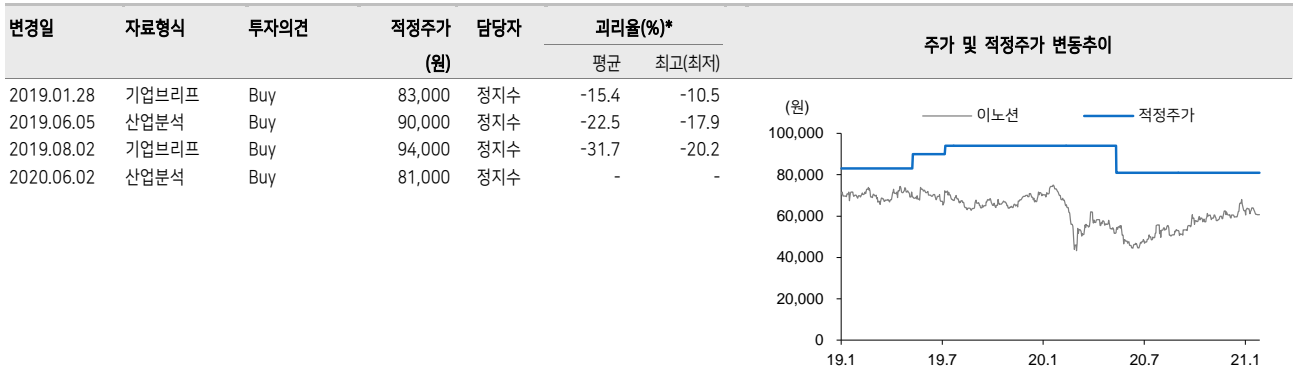 변경일 자료형식 투자의견 적정주가 담당자 괴리율(%)* 주가 및 적정주가 변동추이
(원) 평균 최고(최저)
2019.01.28 기업브리프 Buy 83,000 정지수 -15.4 -10.5
2019.06.05 산업분석 Buy 90,000 정지수 -22.5 -17.9
2019.08.02 기업브리프 Buy 94,000 정지수 -31.7 -20.2
2020.06.02 산업분석 Buy 81,000 정지수 - -
(원) 이노션 적정주가
100,000
80,000
60,000
40,000
20,000
0
19.1 19.7 20.1 20.7 21.1